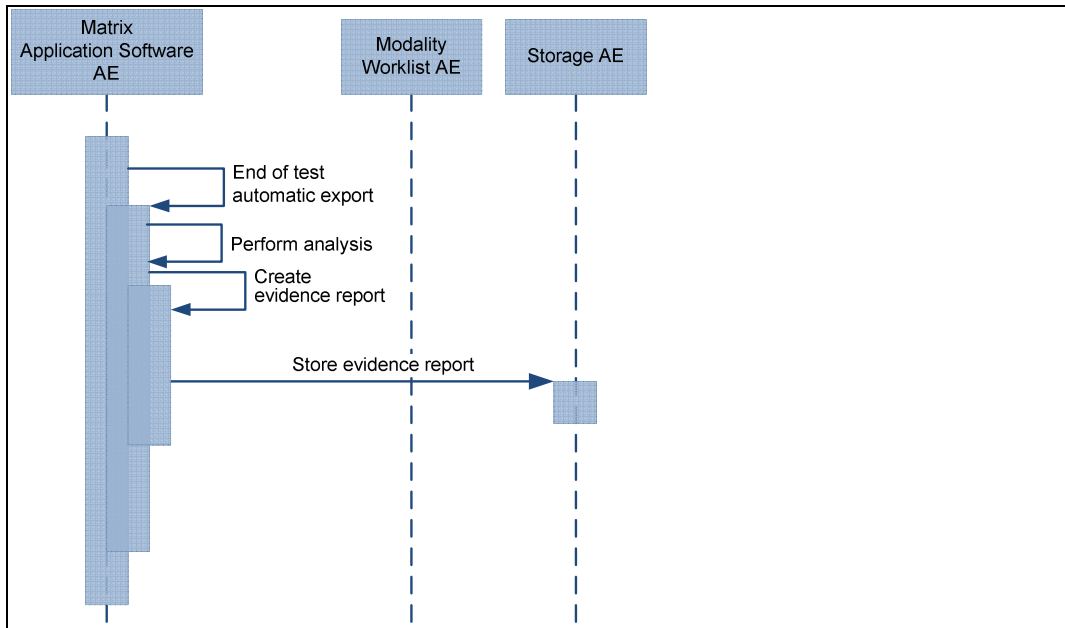 Matrix
Application Software
AE
Modality
Worklist AE
Storage AE
End of test
automatic export
Perform analysis
Create
evidence report
Store evidence report